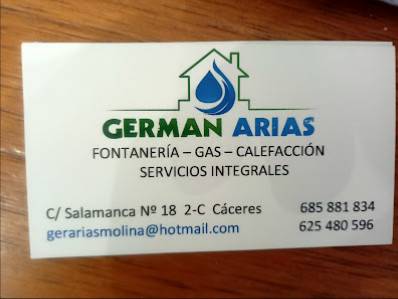 GERMAN ARIAS
FONTANERÍA – GAS – CALEFACCIÓN
SERVICIOS INTEGRALES
C/ Salamanca Nº 18 2-C Cáceres 685 881 834
gerariasmolina@hotmail.com 625 480 596